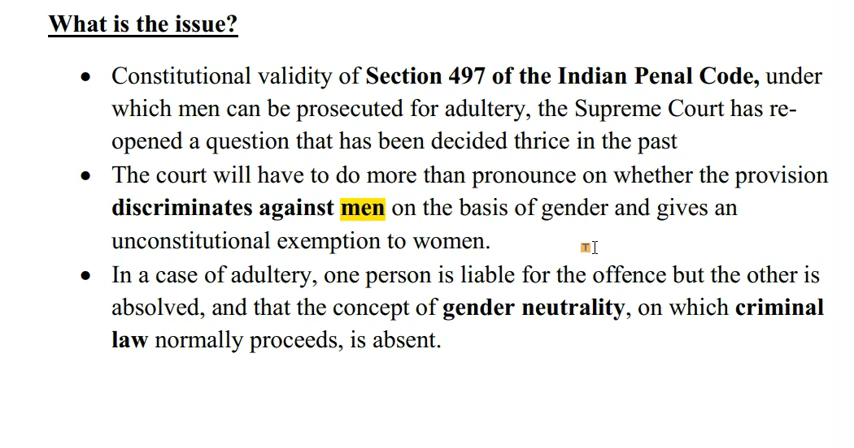 What is the issue?
• Constitutional validity of Section 497 of the Indian Penal Code, under
which men can be prosecuted for adultery, the Supreme Court has re-
opened a question that has been decided thrice in the past
• The court will have to do more than pronounce on whether the provision
discriminates against men on the basis of gender and gives an
unconstitutional exemption to women.
T
• In a case of adultery, one person is liable for the offence but the other is
absolved, and that the concept of gender neutrality, on which criminal
law normally proceeds, is absent.